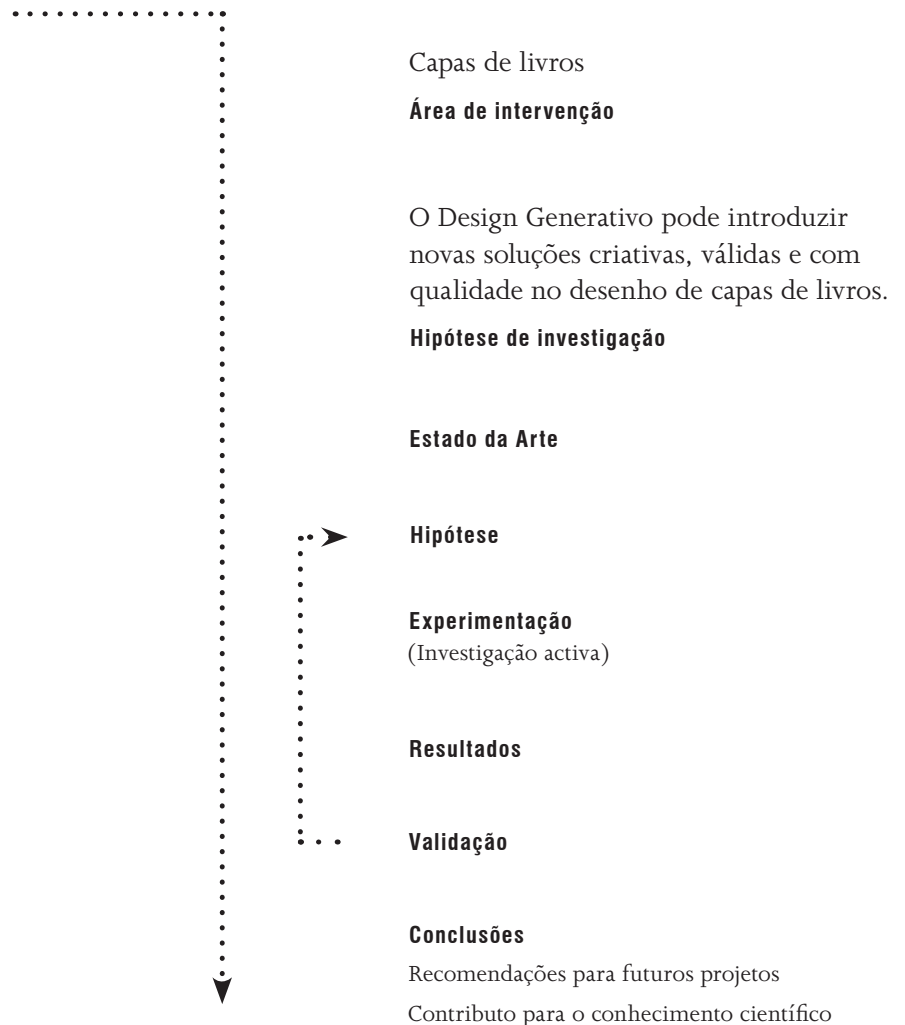 Capas de livros
Área de intervenção
O Design Generativo pode introduzir
novas soluções criativas, válidas e com
qualidade no desenho de capas de livros.
Hipótese de investigação
Estado da Arte
Hipótese
Experimentação
(Investigação activa)
Resultados
Validação
Conclusões
Recomendações para futuros projetos
Contributo para o conhecimento científico